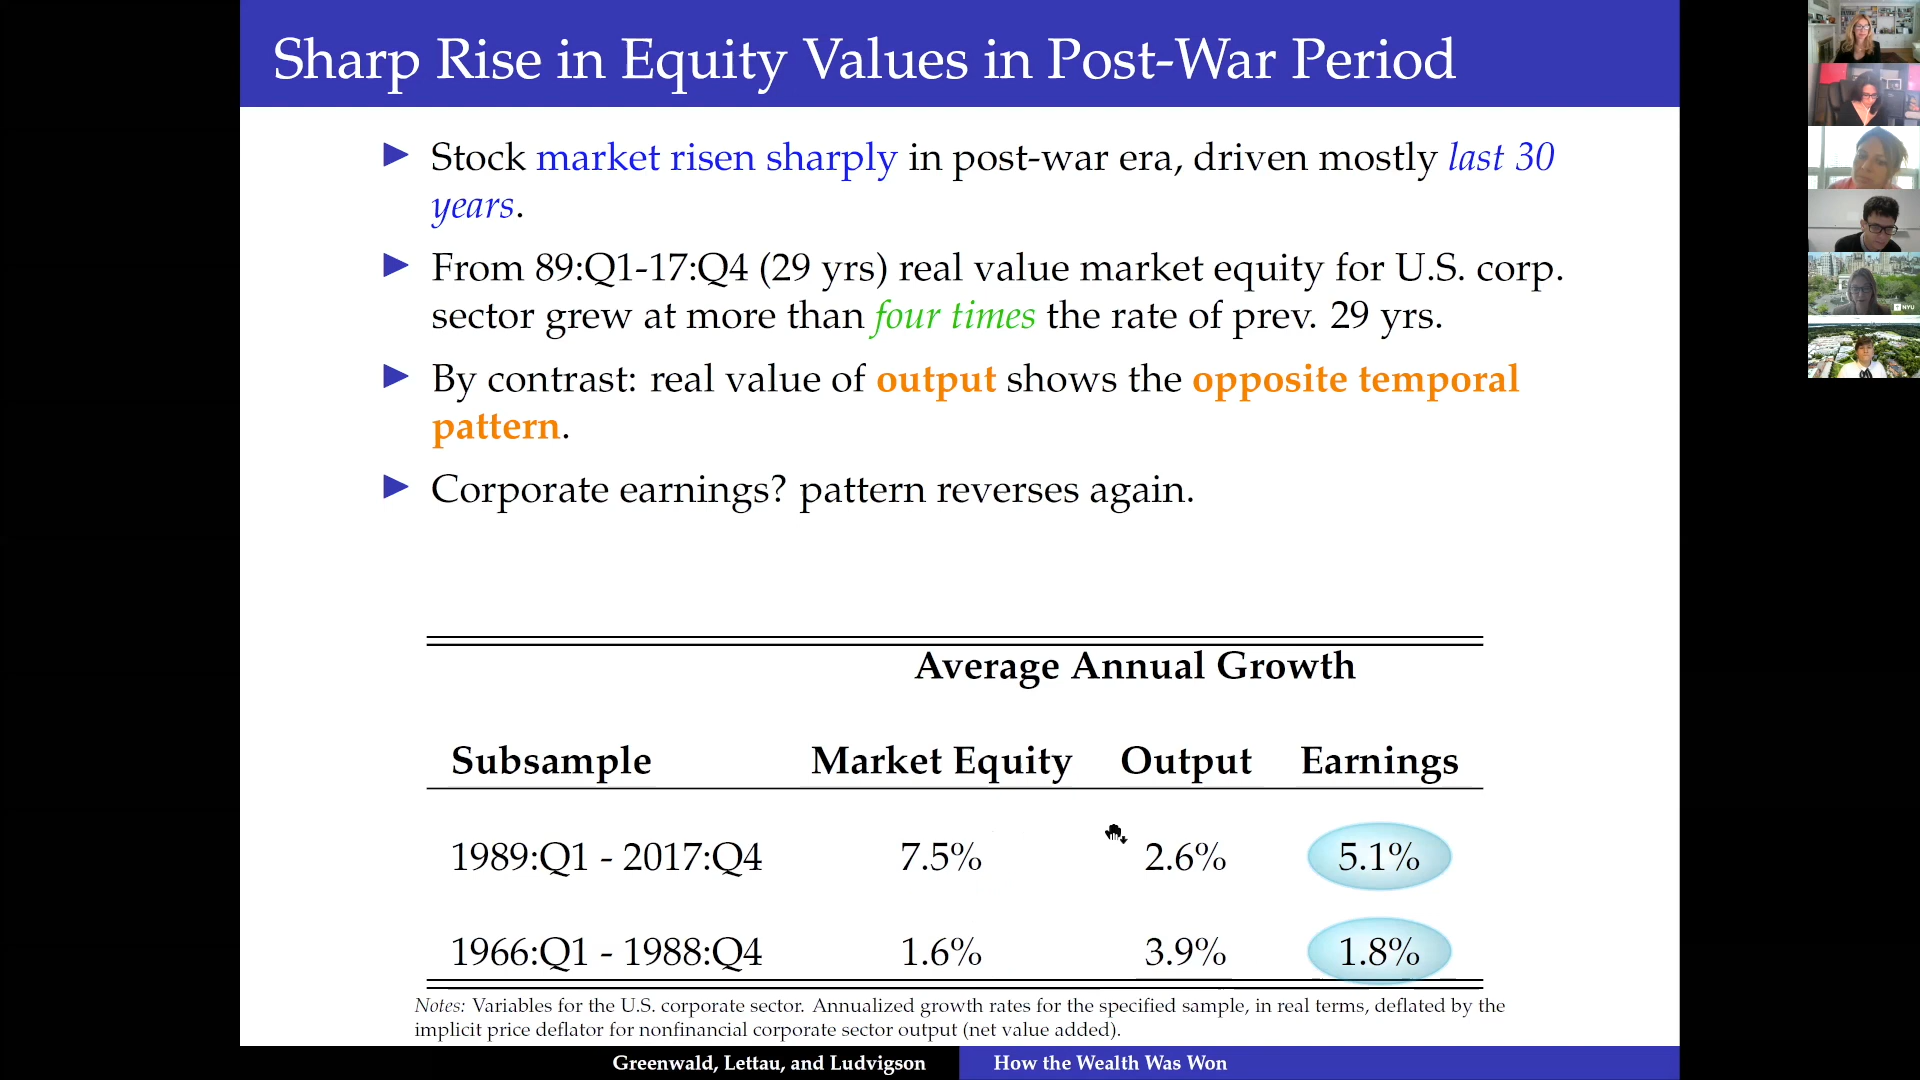 Sharp Rise in Equity Values in Post-War Period
Stock market risen sharply in post-war era, driven mostly last 30
years.
From 89:Q1-17:Q4 (29 yrs) real value market equity for U.S. corp.
sector grew at more than four times the rate of prev. 29 yrs.
By contrast: real value of output shows the opposite temporal
pattern.
Corporate earnings? pattern reverses again.
Average Annual Growth
Subsample Market Equity Output Earnings
1989:Q1 - 2017:Q4 7.5% 2.6% 5.1%
1966:Q1 - 1988:Q4 1.6% 3.9% 1.8%
Notes: Variables for the U.S. corporate sector. Annualized growth rates for the specified sample, in real terms, deflated by the
implicit price deflator for nonfinancial corporate sector output (net value added).
Greenwald, Lettau, and Ludvigson How the Wealth Was Won
NYU